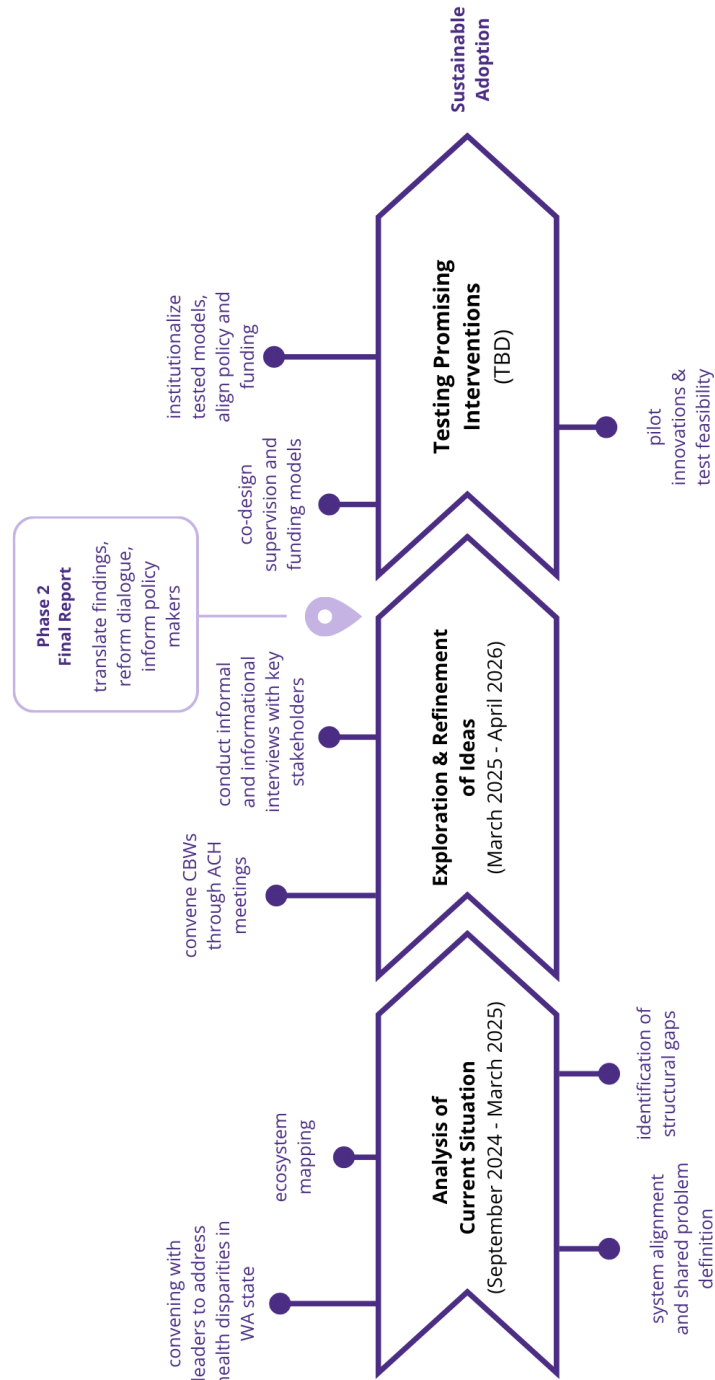 convening with
leaders to address
health disparities in
WA state
ecosystem
mapping
Analysis of
Current Situation
(September 2024 - March 2025)
system alignment
and shared problem
definition
identification of
structural gaps
convene CBWs
through ACH
meetings
conduct informal
and informational
interviews with key
stakeholders
Exploration & Refinement
of Ideas
(March 2025 - April 2026)
Phase 2
Final Report
translate findings,
reform dialogue,
inform policy
makers
co-design
supervision and
funding models
institutionalize
tested models,
align policy and
funding
Testing Promising
Interventions
(TBD)
pilot
innovations &
test feasibility
Sustainable
Adoption